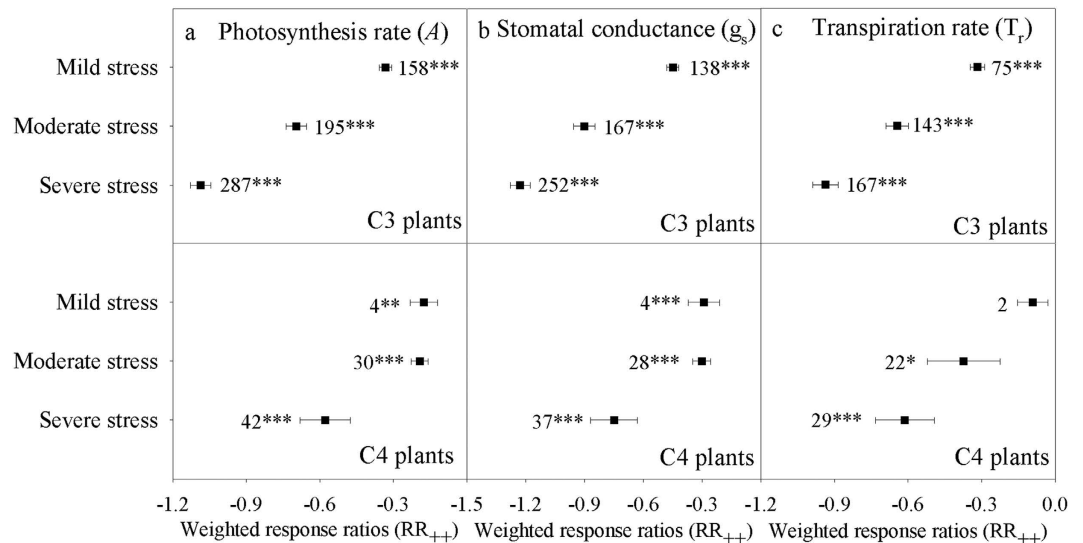 a Photosynthesis rate (A)
b Stomatal conductance (gs)
c Transpiration rate (Tr)
Mild stress
158***
138***
75***
Moderate stress
195***
167***
143***
Severe stress
287***
252***
167***
C3 plants
C3 plants
C3 plants
Mild stress
4**
4***
2
Moderate stress
30***
28***
22*
Severe stress
42***
37***
29***
C4 plants
C4 plants
C4 plants
-1.2 -0.9 -0.6 -0.3 -1.5 -1.2 -0.9 -0.6 -0.3 -1.2 -0.9 -0.6 -0.3 0.0
Weighted response ratios (RR++)
Weighted response ratios (RR++)
Weighted response ratios (RR++)